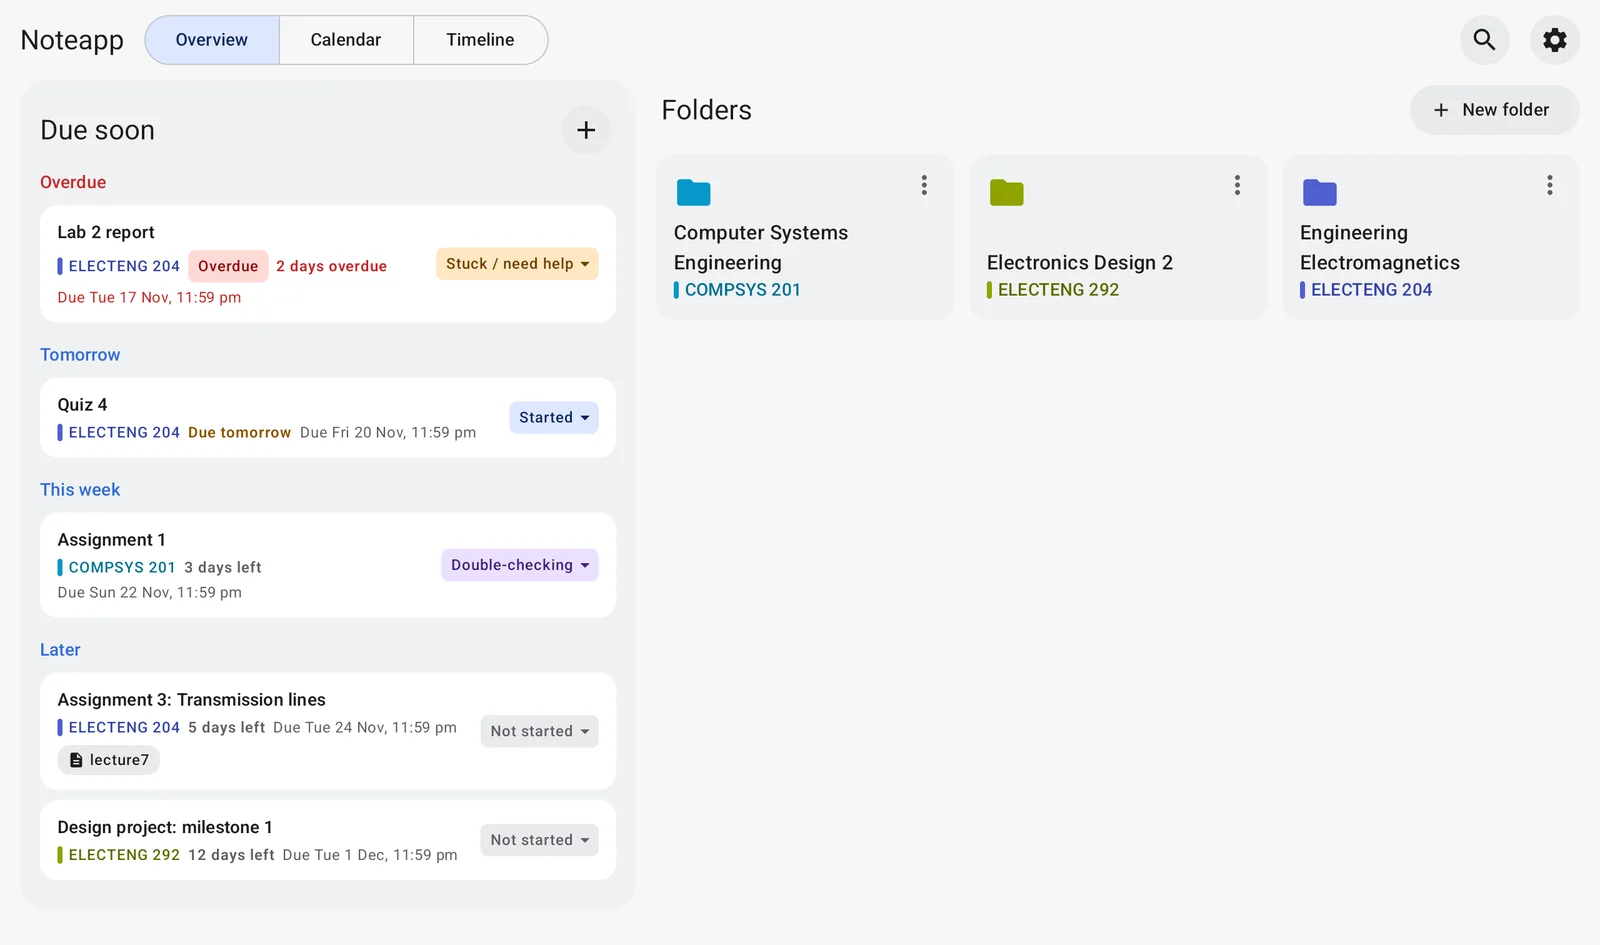 Noteapp
Overview
Calendar
Timeline
Due soon
Overdue
Lab 2 report
ELECTENG 204 Overdue 2 days overdue
Due Tue 17 Nov, 11:59 pm
Stuck / need help
Tomorrow
Quiz 4
ELECTENG 204 Due tomorrow Due Fri 20 Nov, 11:59 pm
Started
This week
Assignment 1
COMPSYS 201 3 days left
Due Sun 22 Nov, 11:59 pm
Double-checking
Later
Assignment 3: Transmission lines
ELECTENG 204 5 days left Due Tue 24 Nov, 11:59 pm
lecture7
Not started
Design project: milestone 1
ELECTENG 292 12 days left Due Tue 1 Dec, 11:59 pm
Not started
Folders
New folder
Computer Systems
Engineering
COMPSYS 201
Electronics Design 2
ELECTENG 292
Engineering
Electromagnetics
ELECTENG 204